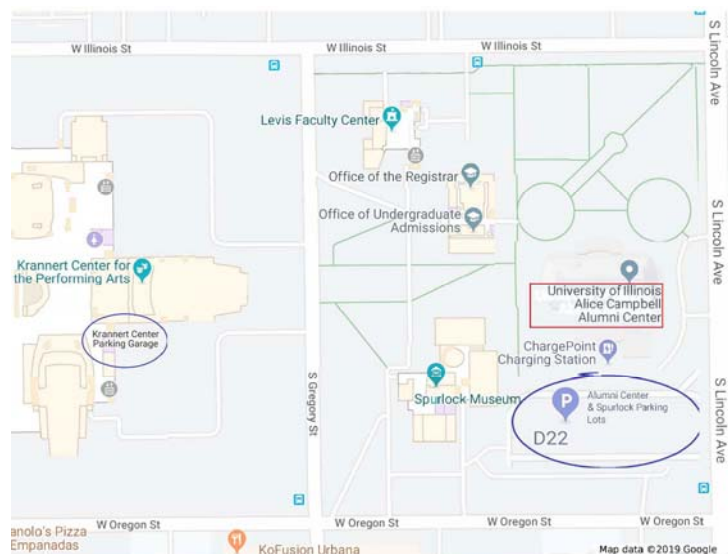 W Illinois St
W Illinois St
W Illinois St
S Lincoln Ave
Levis Faculty Center
Office of the Registrar
Office of Undergraduate
Admissions
S Lincoln Ave
Krannert Center for
the Performing Arts
University of Illinois
Alice Campbell
Alumni Center
Krannert Center
Parking Garage
ChargePoint
Charging Station
S Gregory St
Spurlock Museum
P
Alumni Center
& Spurlock Parking
Lots
D22
S Lincoln Ave
W Oregon St
W Oregon St
W Oregon St
anolo's Pizza
Empanadas
KoFusion Urbana
Map data ©2019 Google